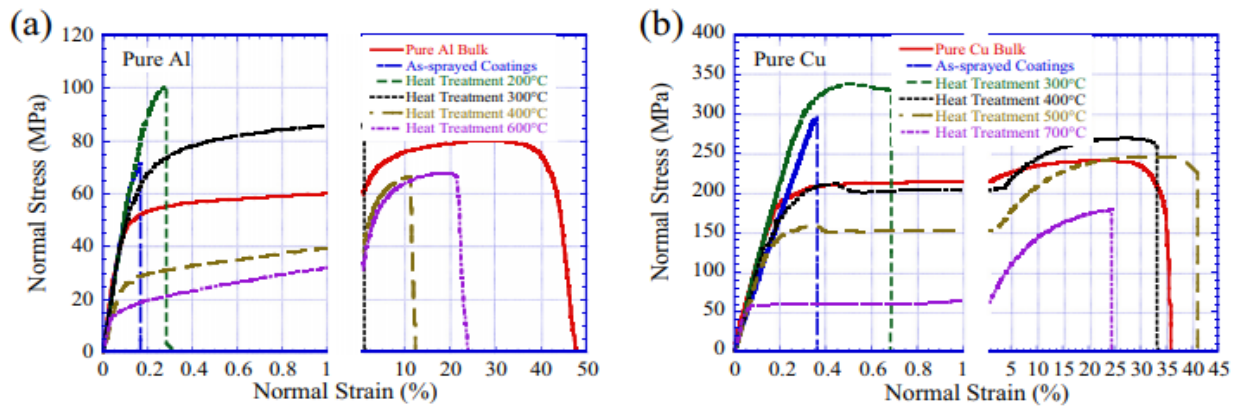 (a)
Normal Stress (MPa)
120
100
80
60
40
20
0
Pure Al
Pure Al Bulk
As-sprayed Coatings
Heat Treatment 200°C
Heat Treatment 300°C
Heat Treatment 400°C
Heat Treatment 600°C
0 0.2 0.4 0.6 0.8 1
10 20 30 40 50
Normal Strain (%)
(b)
Normal Stress (MPa)
400
350
300
250
200
150
100
50
0
Pure Cu
Pure Cu Bulk
As-sprayed Coatings
Heat Treatment 300°C
Heat Treatment 400°C
Heat Treatment 500°C
Heat Treatment 700°C
0 0.2 0.4 0.6 0.8 1
5 10 15 20 25 33 35 41 45
Normal Strain (%)